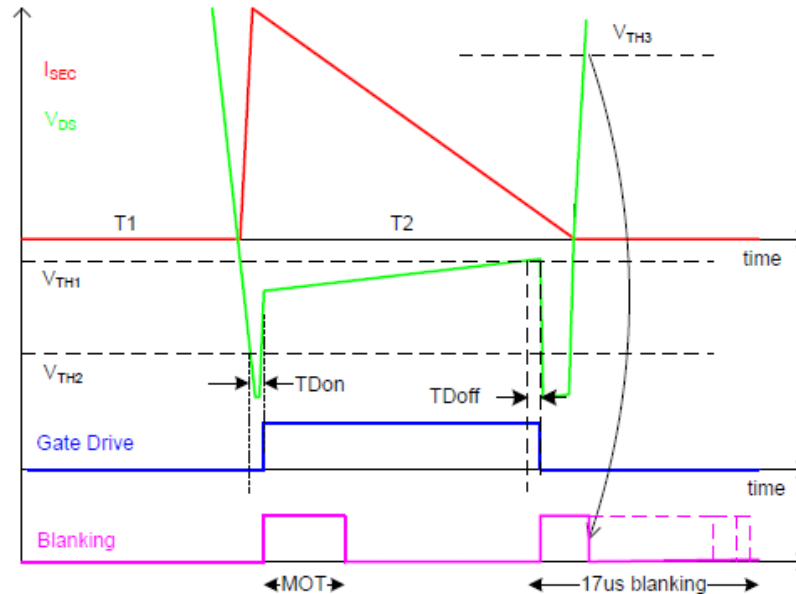 VTH3
ISEC
VDS
T1
T2
time
VTH1
VTH2
TDon
TDoff
Gate Drive
time
Blanking
MOT
17us blanking